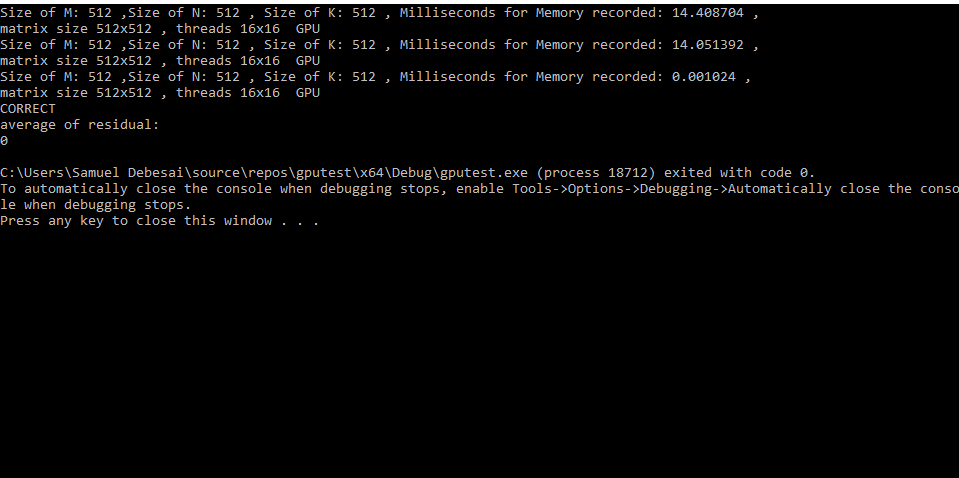 Size of M: 512 ,Size of N: 512 , Size of K: 512 , Milliseconds for Memory recorded: 14.408704 ,
matrix size 512x512 , threads 16x16  GPU
Size of M: 512 ,Size of N: 512 , Size of K: 512 , Milliseconds for Memory recorded: 14.051392 ,
matrix size 512x512 , threads 16x16  GPU
Size of M: 512 ,Size of N: 512 , Size of K: 512 , Milliseconds for Memory recorded: 0.001024 ,
matrix size 512x512 , threads 16x16  GPU
CORRECT
average of residual:
0
C:\Users\Samuel Debesai\source\repos\gputest\x64\Debug\gputest.exe (process 18712) exited with code 0.
To automatically close the console when debugging stops, enable Tools->Options->Debugging->Automatically close the conso
le when debugging stops.
Press any key to close this window . . .